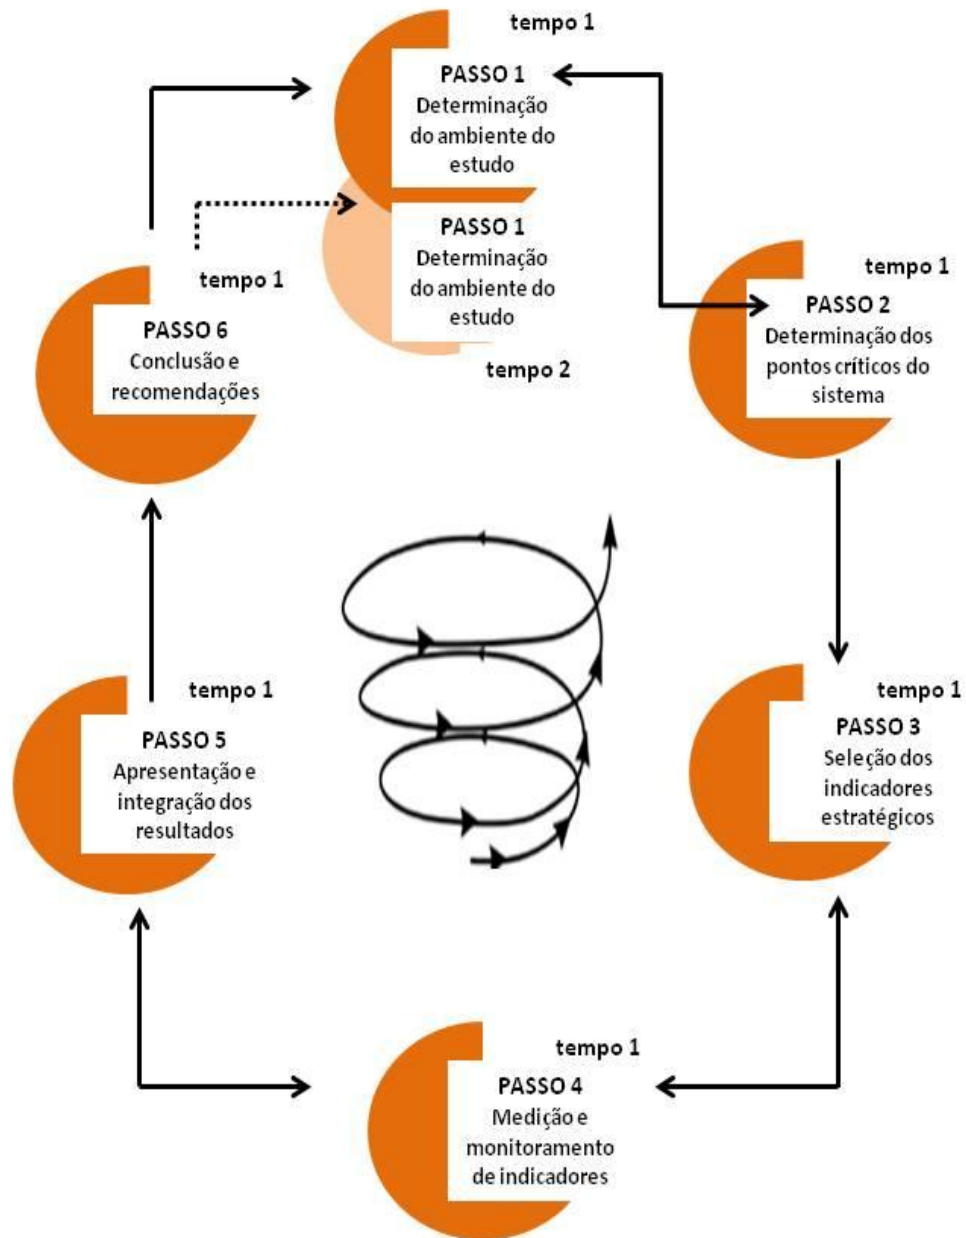 tempo 1
PASSO 1
Determinação
do ambiente do
estudo
PASSO 1
Determinação
do ambiente do
estudo
tempo 2
tempo 1
PASSO 2
Determinação dos
pontos críticos do
sistema
tempo 1
PASSO 3
Seleção dos
indicadores
estratégicos
tempo 1
PASSO 4
Medição e
monitoramento
de indicadores
tempo 1
PASSO 5
Apresentação e
integração dos
resultados
tempo 1
PASSO 6
Conclusão e
recomendações